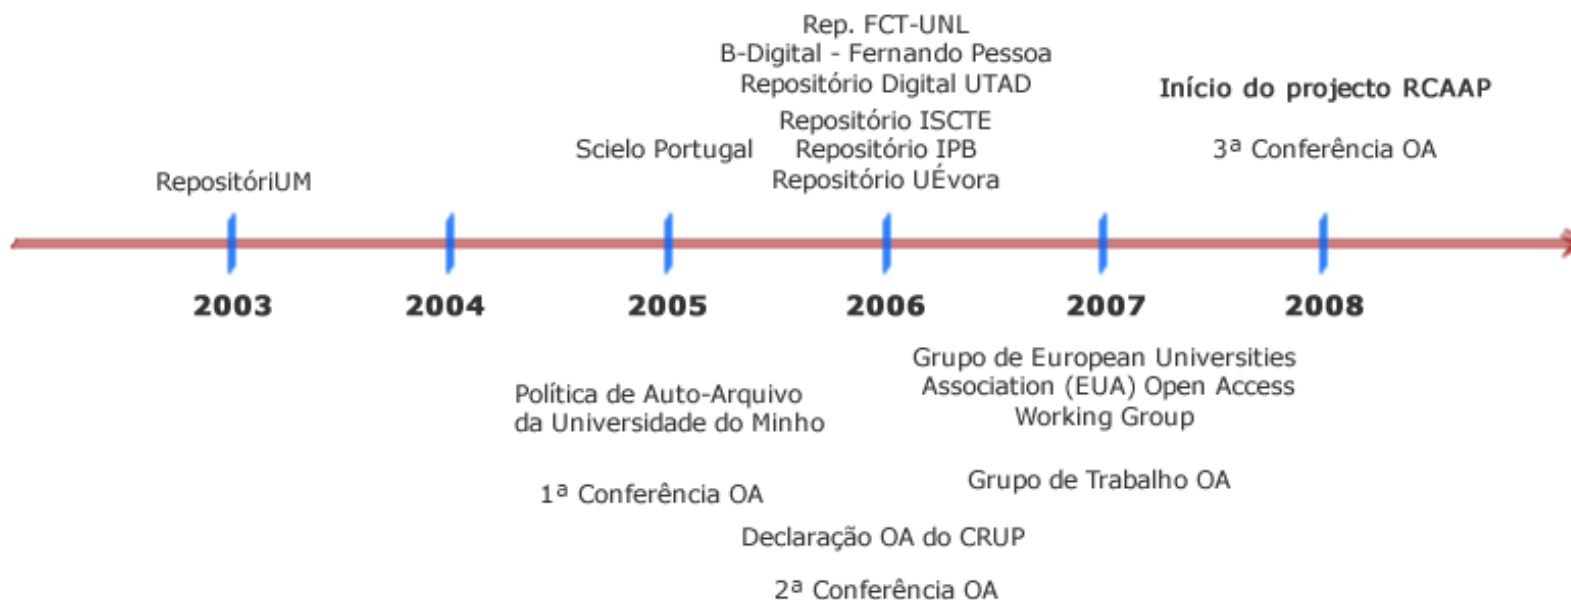 Rep. FCT-UNL
B-Digital - Fernando Pessoa
Repositório Digital UTAD
Início do projecto RCAAP
Repositório ISCTE
Scielo Portugal
Repositório IPB
3ª Conferência OA
RepositóriUM
Repositório UÉvora
2003
2004
2005
2006
2007
2008
Política de Auto-Arquivo
da Universidade do Minho
Grupo de European Universities
Association (EUA) Open Access
Working Group
1ª Conferência OA
Grupo de Trabalho OA
Declaração OA do CRUP
2ª Conferência OA